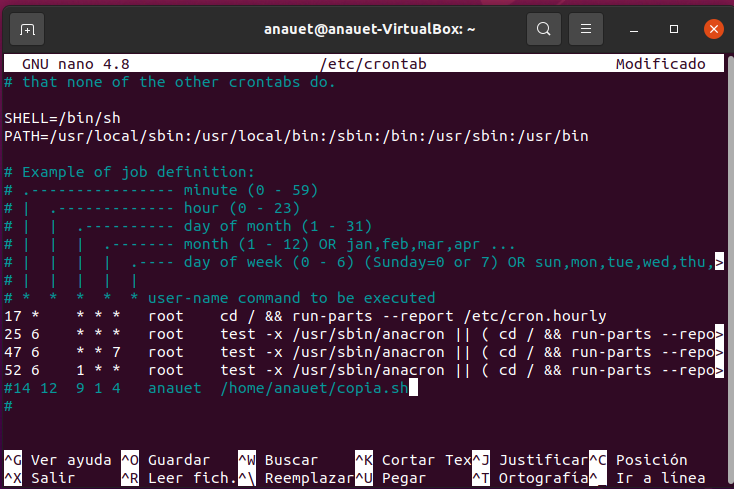 anauet@anauet-VirtualBox: ~
GNU nano 4.8 /etc/crontab Modificado
# that none of the other crontabs do.
SHELL=/bin/sh
PATH=/usr/local/sbin:/usr/local/bin:/sbin:/bin:/usr/sbin:/usr/bin
# Example of job definition:
# .---------------- minute (0 - 59)
# |  .------------- hour (0 - 23)
# |  |  .---------- day of month (1 - 31)
# |  |  |  .------- month (1 - 12) OR jan,feb,mar,apr ...
# |  |  |  |  .---- day of week (0 - 6) (Sunday=0 or 7) OR sun,mon,tue,wed,thu,>
# |  |  |  |  |
# *  *  *  *  * user-name command to be executed
17 *    * * *   root    cd / && run-parts --report /etc/cron.hourly
25 6    * * *   root    test -x /usr/sbin/anacron || ( cd / && run-parts --repo>
47 6    * * 7   root    test -x /usr/sbin/anacron || ( cd / && run-parts --repo>
52 6    1 * *   root    test -x /usr/sbin/anacron || ( cd / && run-parts --repo>
#14 12  9 1 4   anauet  /home/anauet/copia.sh
#
^G Ver ayuda ^O Guardar ^W Buscar ^K Cortar Tex ^J Justificar ^C Posición
^X Salir ^R Leer fich. ^\ Reemplazar ^U Pegar ^T Ortografía ^_ Ir a línea